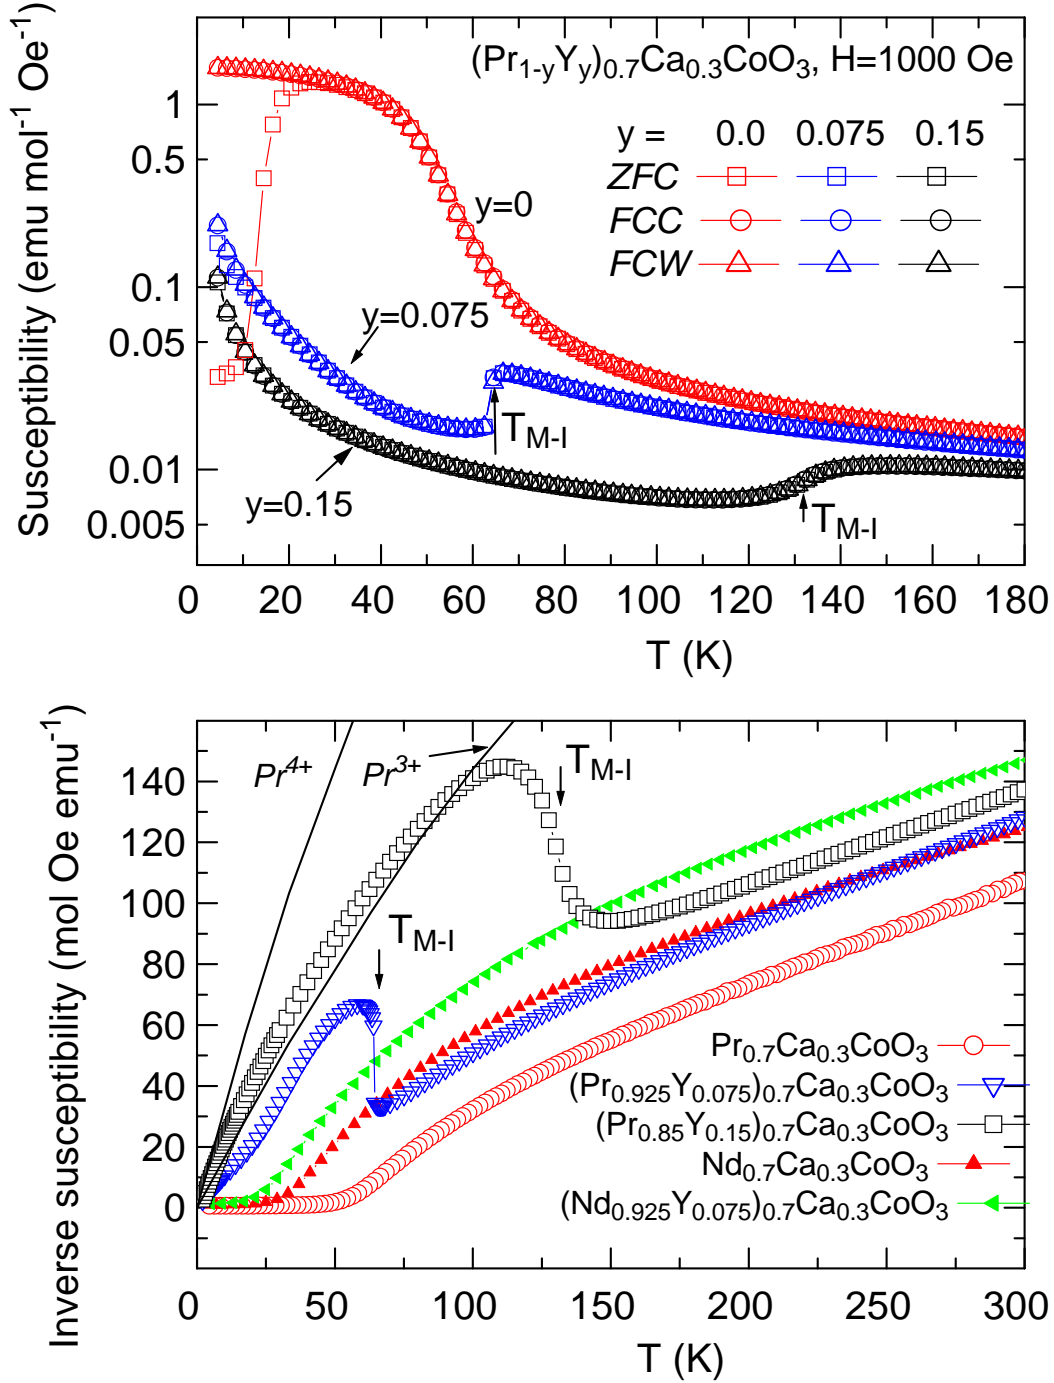 (Pr1-yYy)0.7Ca0.3CoO3, H=1000 Oe
y = 0.0 0.075 0.15
ZFC
FCC
FCW
y=0
y=0.075
y=0.15
TM-I
TM-I
1
0.5
0.1
0.05
0.01
0.005
Susceptibility (emu mol-1 Oe-1)
0 20 40 60 80 100 120 140 160 180
T (K)
Pr4+
Pr3+
TM-I
TM-I
140
120
100
80
60
40
20
0
Inverse susceptibility (mol Oe emu-1)
Pr0.7Ca0.3CoO3
(Pr0.925Y0.075)0.7Ca0.3CoO3
(Pr0.85Y0.15)0.7Ca0.3CoO3
Nd0.7Ca0.3CoO3
(Nd0.925Y0.075)0.7Ca0.3CoO3
0 50 100 150 200 250 300
T (K)